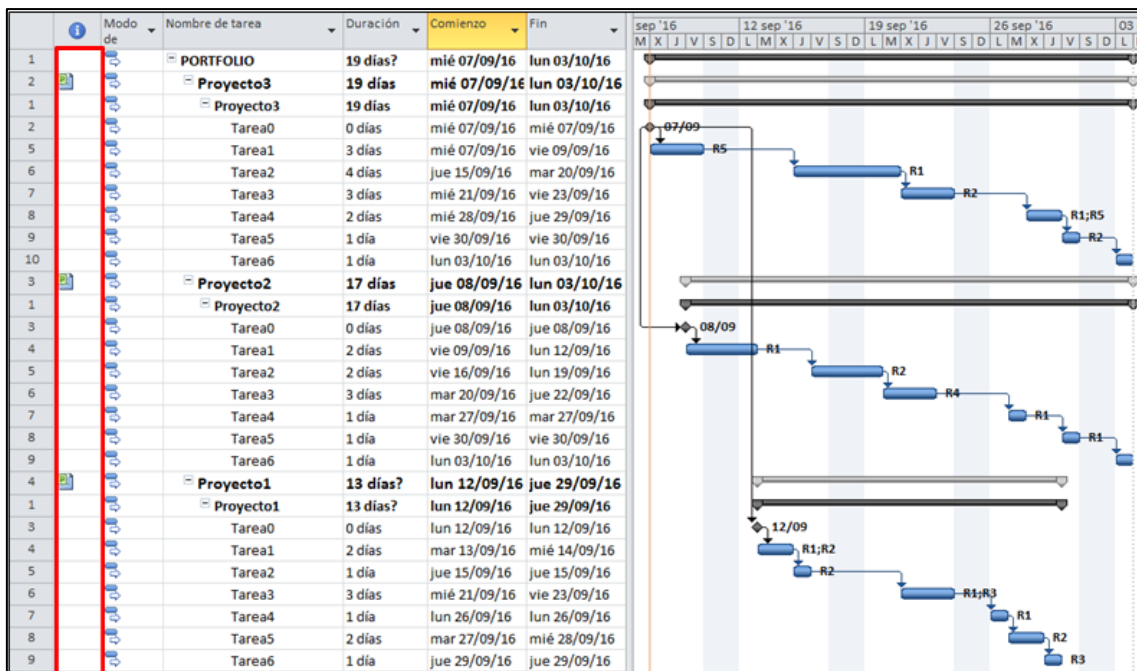 Modo de Nombre de tarea Duración Comienzo Fin sep '16 12 sep '16 19 sep '16 26 sep '16 03
M X J V S D L M X J V S D L M X J V S D L M X J V S D L
1 PORTFOLIO 19 días? mié 07/09/16 lun 03/10/16
2 Proyecto3 19 días mié 07/09/16 lun 03/10/16
1 Proyecto3 19 días mié 07/09/16 lun 03/10/16
2 Tarea0 0 días mié 07/09/16 mié 07/09/16 07/09
5 Tarea1 3 días mié 07/09/16 vie 09/09/16 R5
6 Tarea2 4 días jue 15/09/16 mar 20/09/16 R1
7 Tarea3 3 días mié 21/09/16 vie 23/09/16 R2
8 Tarea4 2 días mié 28/09/16 jue 29/09/16 R1;R5
9 Tarea5 1 día vie 30/09/16 vie 30/09/16 R2
10 Tarea6 1 día lun 03/10/16 lun 03/10/16
3 Proyecto2 17 días jue 08/09/16 lun 03/10/16
1 Proyecto2 17 días jue 08/09/16 lun 03/10/16
3 Tarea0 0 días jue 08/09/16 jue 08/09/16 08/09
4 Tarea1 2 días vie 09/09/16 lun 12/09/16 R1
5 Tarea2 2 días vie 16/09/16 lun 19/09/16 R2
6 Tarea3 3 días mar 20/09/16 jue 22/09/16 R4
7 Tarea4 1 día mar 27/09/16 mar 27/09/16 R1
8 Tarea5 1 día vie 30/09/16 vie 30/09/16 R1
9 Tarea6 1 día lun 03/10/16 lun 03/10/16
4 Proyecto1 13 días? lun 12/09/16 jue 29/09/16
1 Proyecto1 13 días? lun 12/09/16 jue 29/09/16
3 Tarea0 0 días lun 12/09/16 lun 12/09/16 12/09
4 Tarea1 2 días mar 13/09/16 mié 14/09/16 R1;R2
5 Tarea2 1 día jue 15/09/16 jue 15/09/16 R2
6 Tarea3 3 días mié 21/09/16 vie 23/09/16 R1;R3
7 Tarea4 1 día lun 26/09/16 lun 26/09/16 R1
8 Tarea5 2 días mar 27/09/16 mié 28/09/16 R2
9 Tarea6 1 día jue 29/09/16 jue 29/09/16 R3